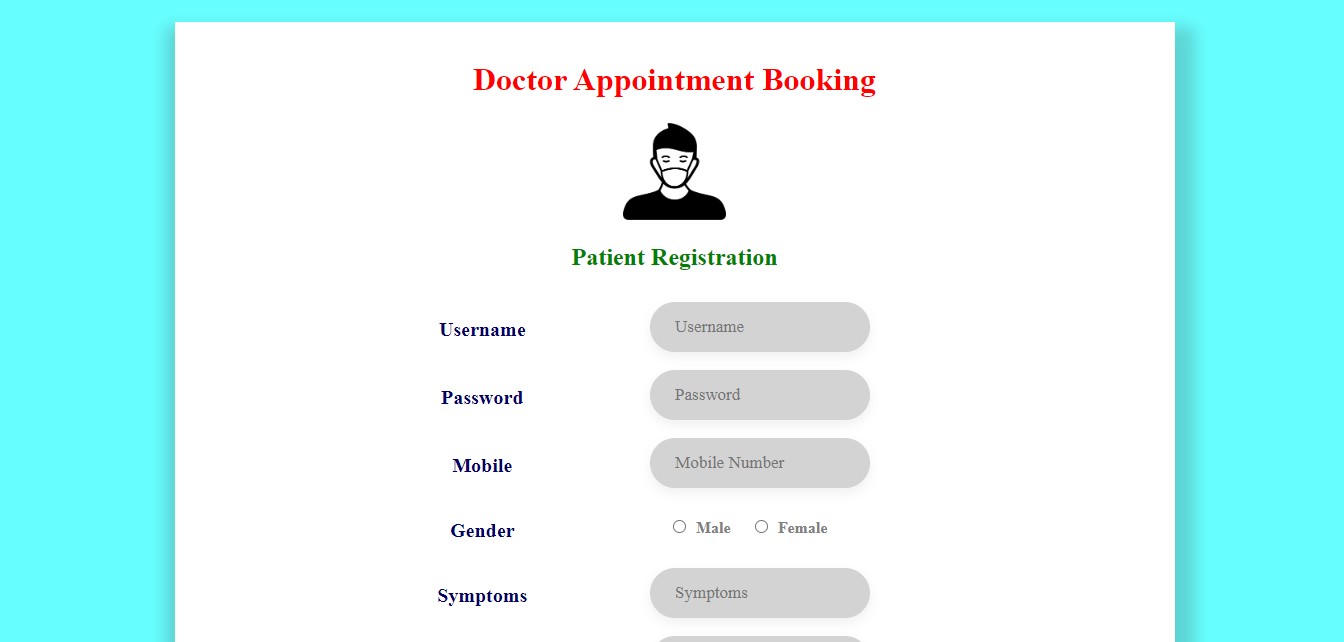 Doctor Appointment Booking
Patient Registration
Username Username
Password Password
Mobile Mobile Number
Gender Male Female
Symptoms Symptoms